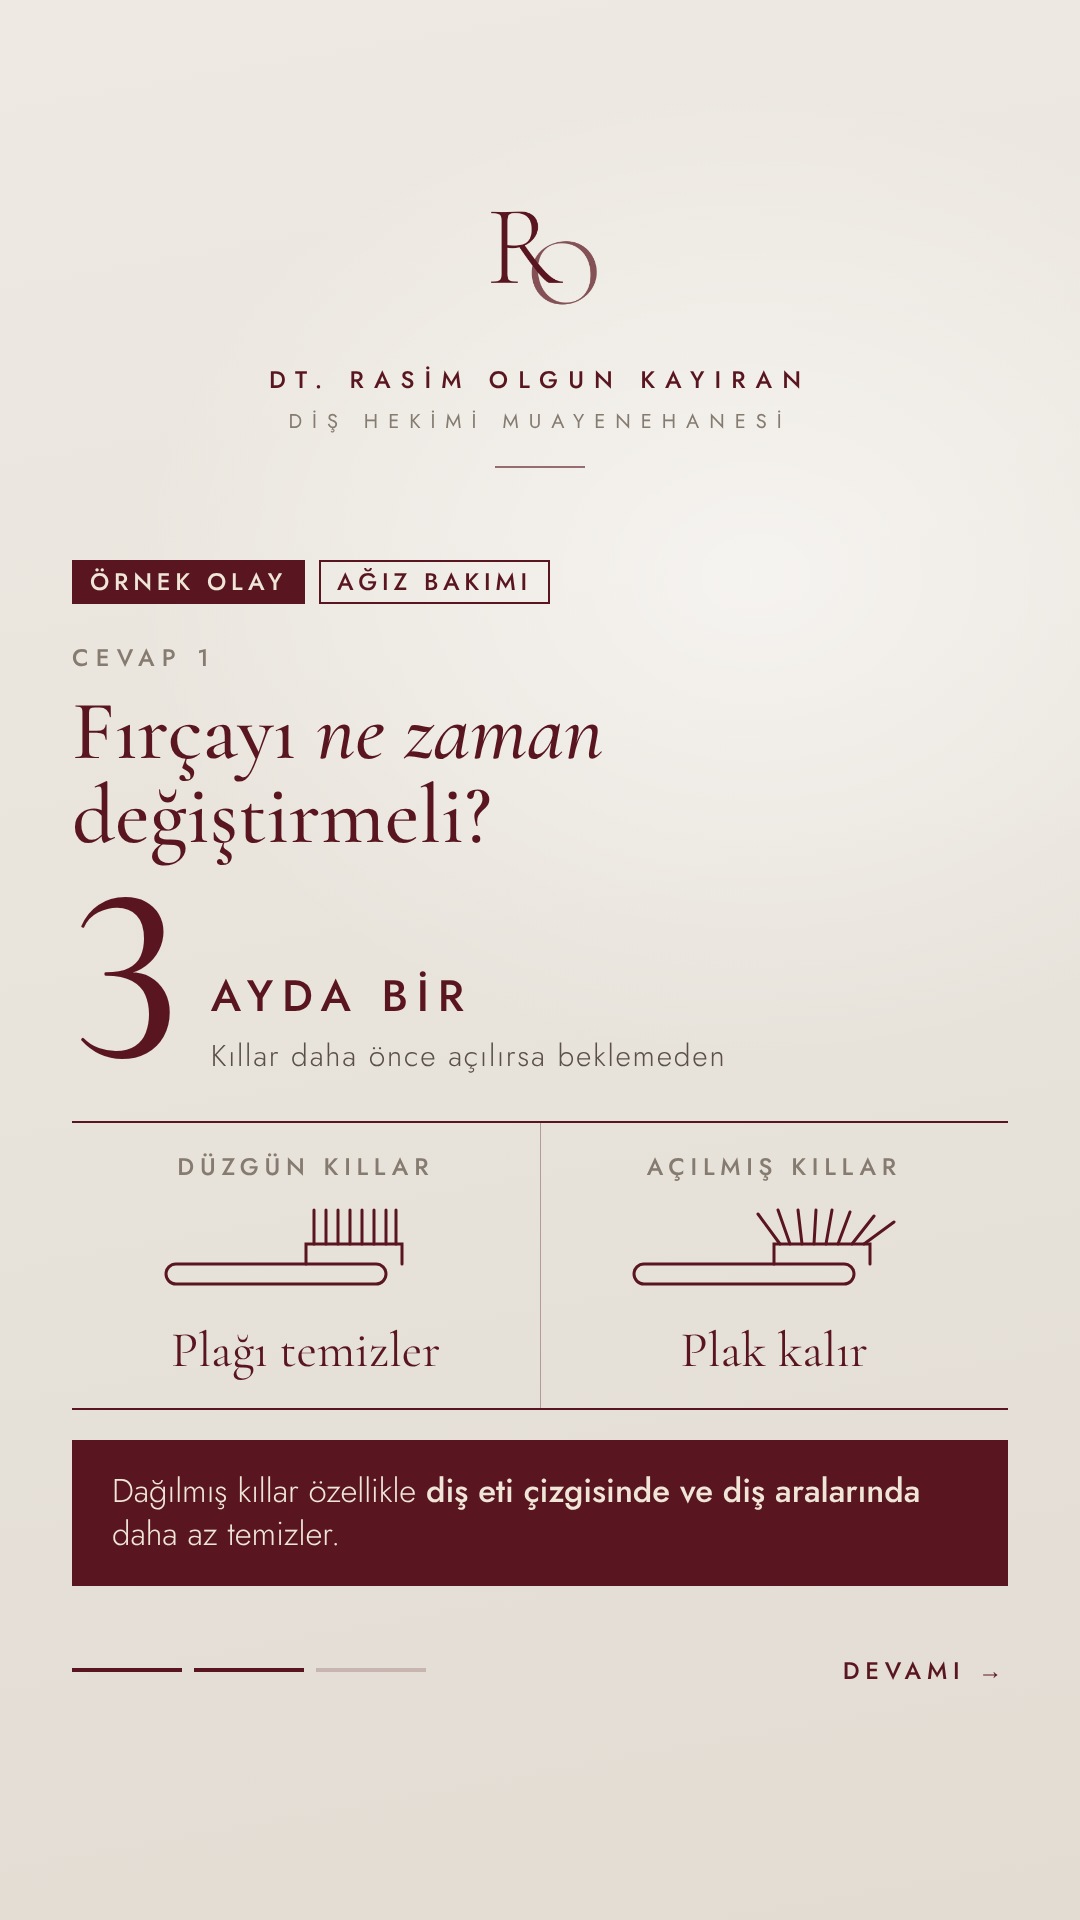 RO
DT. RASİM OLGUN KAYIRAN
DİŞ HEKİMİ MUAYENEHANESİ
ÖRNEK OLAY
AĞIZ BAKIMI
CEVAP 1
Fırçayı ne zaman
değiştirmeli?
3
AYDA BİR
Kıllar daha önce açılırsa beklemeden
DÜZGÜN KILLAR
Plağı temizler
AÇILMIŞ KILLAR
Plak kalır
Dağılmış kıllar özellikle diş eti çizgisinde ve diş aralarında
daha az temizler.
DEVAMI →